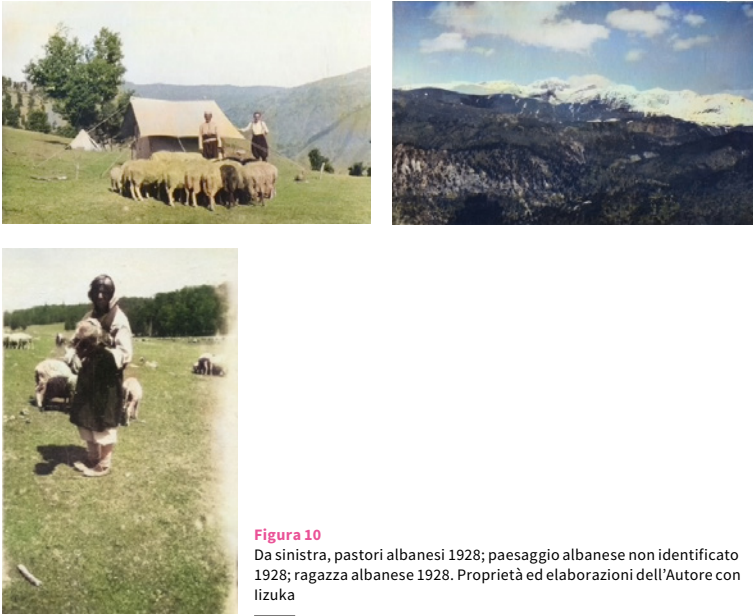 Figura 10
Da sinistra, pastori albanesi 1928; paesaggio albanese non identificato
1928; ragazza albanese 1928. Proprietà ed elaborazioni dell’Autore con
Iizuka